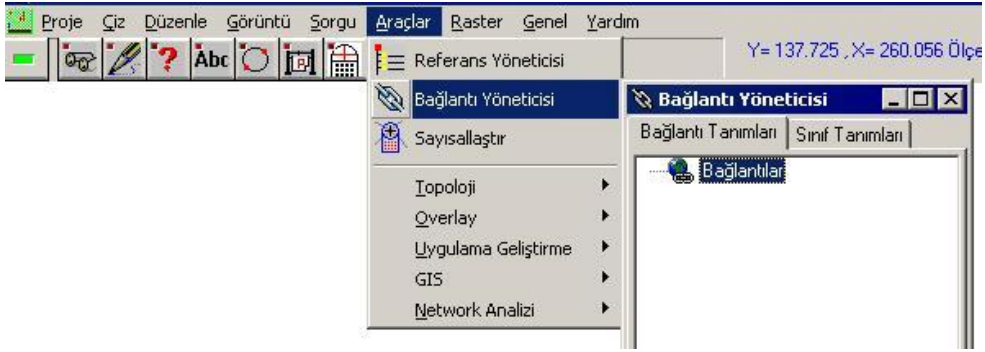 Proje Çiz Düzenle Görüntü Sorgu Araçlar Raster Genel Yardım
Abc
Y= 137.725 , X= 260.056 Ölçe
Referans Yöneticisi
Bağlantı Yöneticisi
Sayısallaştır
Topoloji
Overlay
Uygulama Geliştirme
GIS
Network Analizi
Bağlantı Yöneticisi
Bağlantı Tanımları Sınıf Tanımları
Bağlantılar